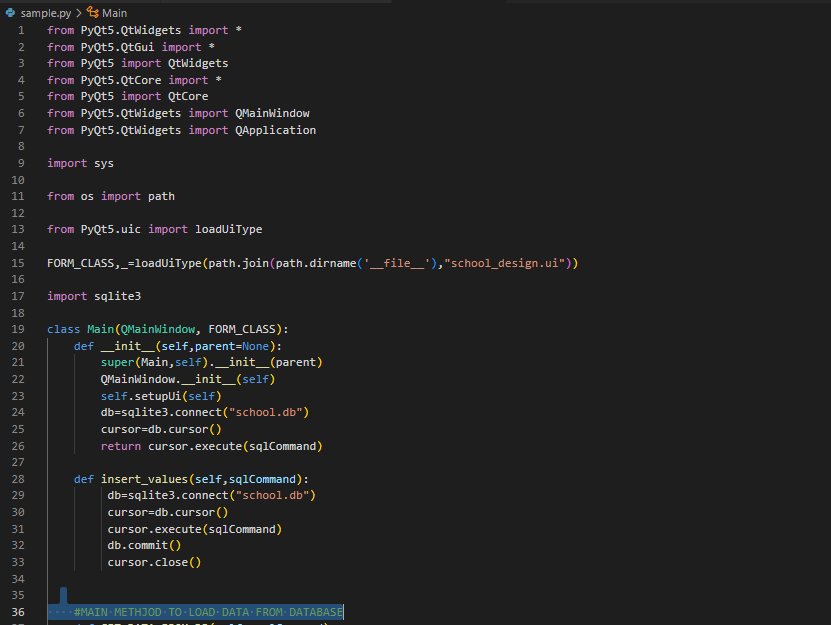 sample.py > Main
1 from PyQt5.QtWidgets import *
2 from PyQt5.QtGui import *
3 from PyQt5 import QtWidgets
4 from PyQt5.QtCore import *
5 from PyQt5 import QtCore
6 from PyQt5.QtWidgets import QMainWindow
7 from PyQt5.QtWidgets import QApplication
8
9 import sys
10
11 from os import path
12
13 from PyQt5.uic import loadUiType
14
15 FORM_CLASS,_=loadUiType(path.join(path.dirname('__file__'),"school_design.ui"))
16
17 import sqlite3
18
19 class Main(QMainWindow, FORM_CLASS):
20 def __init__(self,parent=None):
21 super(Main,self).__init__(parent)
22 QMainWindow.__init__(self)
23 self.setupUi(self)
24 db=sqlite3.connect("school.db")
25 cursor=db.cursor()
26 return cursor.execute(sqlCommand)
27
28 def insert_values(self,sqlCommand):
29 db=sqlite3.connect("school.db")
30 cursor=db.cursor()
31 cursor.execute(sqlCommand)
32 db.commit()
33 cursor.close()
34
35
36 #MAIN METHJOD TO LOAD DATA FROM DATABASE